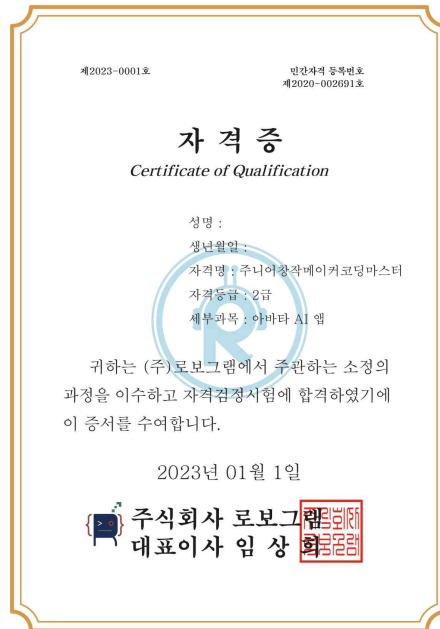 제2023-0001호
민간자격 등록번호
제2020-002691호
자 격 증
Certificate of Qualification
성명 :
생년월일 :
자격명 : 주니어창작메이커코딩마스터
자격등급 : 2급
세부과목 : 아바타 AI 앱
귀하는 (주)로보그램에서 주관하는 소정의
과정을 이수하고 자격검정시험에 합격하였기에
이 증서를 수여합니다.
2023년 01월 1일
주식회사 로보그램
대표이사 임 상 희